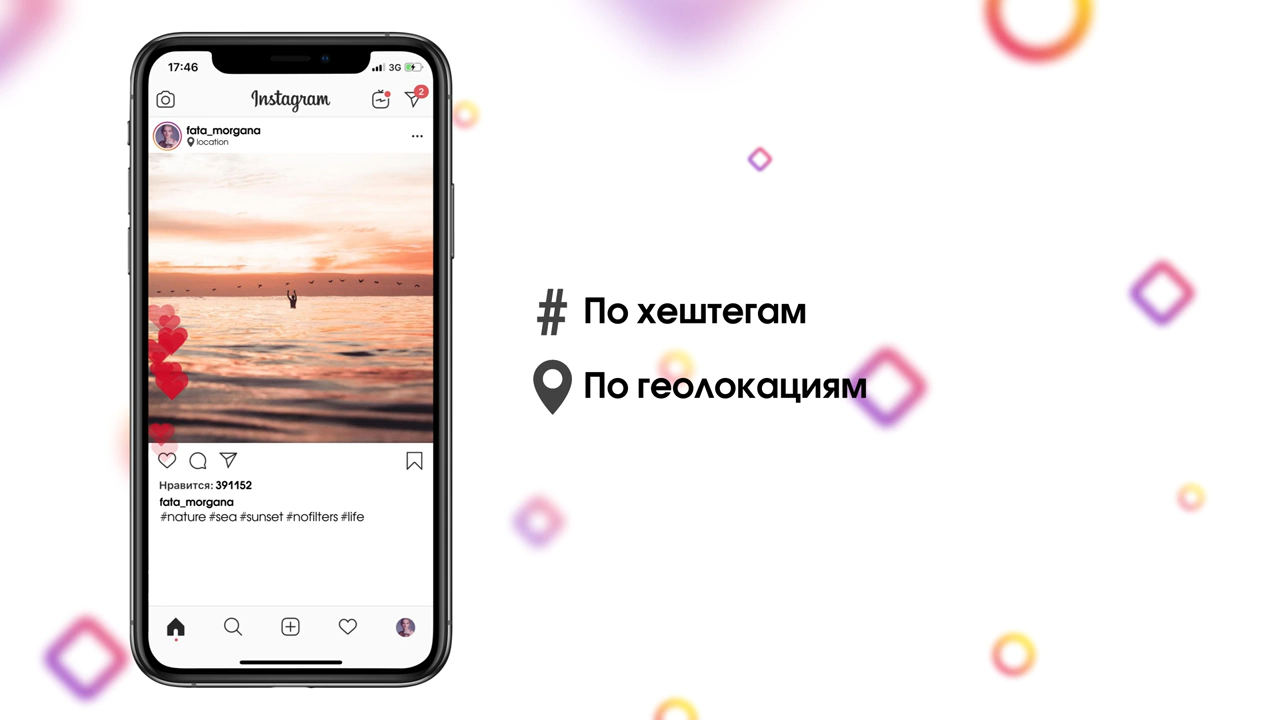 17:46
3G
Instagram
2
fata_morgana
location
# По хештегам
По геолокациям
Нравится: 391152
fata_morgana
#nature #sea #sunset #nofilters #life